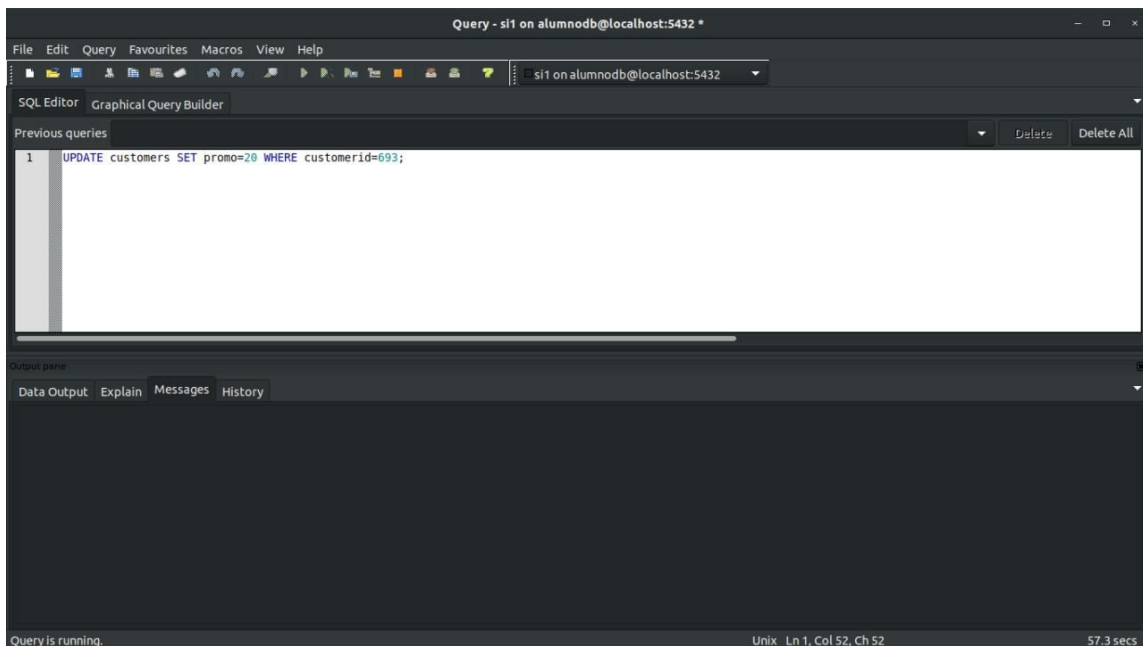 Query - si1 on alumnodb@localhost:5432 *
File Edit Query Favourites Macros View Help
si1 on alumnodb@localhost:5432
SQL Editor Graphical Query Builder
Previous queries Delete Delete All
1 UPDATE customers SET promo=20 WHERE customerid=693;
Output pane
Data Output Explain Messages History
Query is running. Unix Ln 1, Col 52, Ch 52 57.3 secs